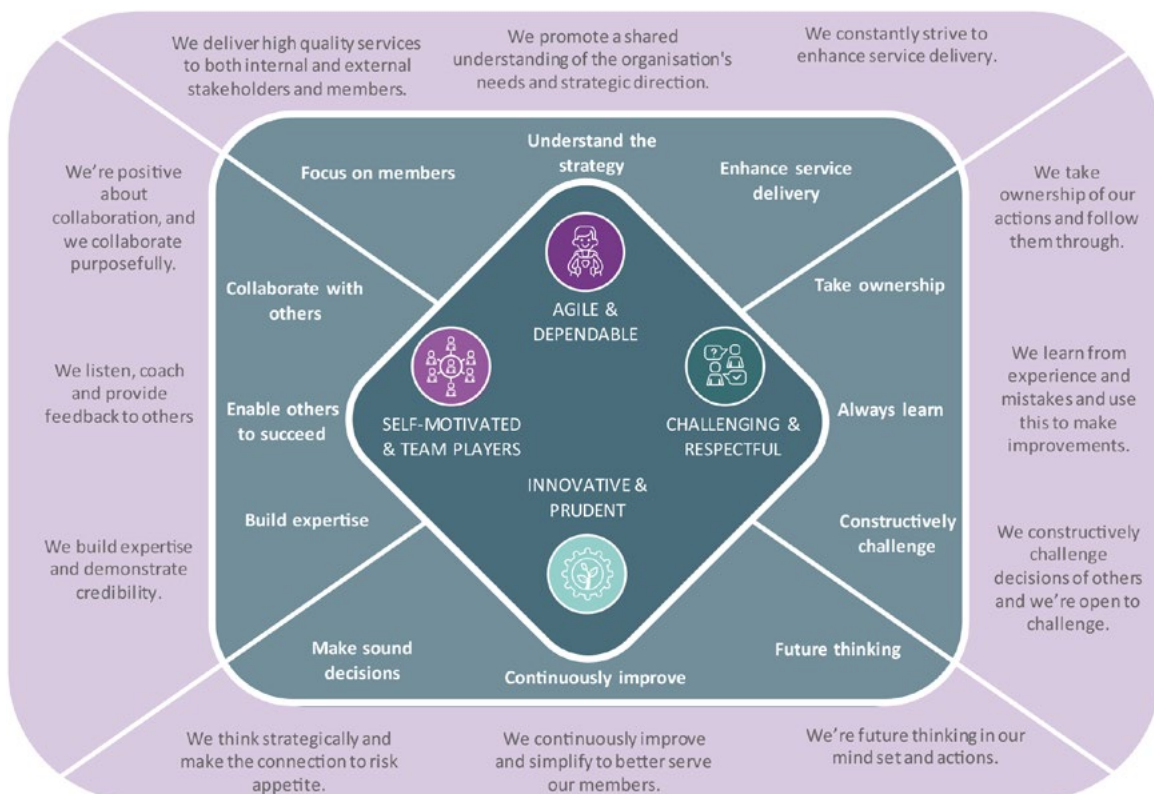 We deliver high quality services
to both internal and external
stakeholders and members.
We promote a shared
understanding of the organisation's
needs and strategic direction.
We constantly strive to
enhance service delivery.
Focus on members
Understand the
strategy
Enhance service
delivery
We're positive
about
collaboration, and
we collaborate
purposefully.
We take
ownership of our
actions and follow
them through.
Collaborate with
others
AGILE &
DEPENDABLE
Take ownership
We listen, coach
and provide
feedback to others
Enable others
to succeed
SELF-MOTIVATED
& TEAM PLAYERS
?
CHALLENGING &
RESPECTFUL
Always learn
We learn from
experience and
mistakes and use
this to make
improvements.
INNOVATIVE &
PRUDENT
We build expertise
and demonstrate
credibility.
Build expertise
Constructively
challenge
We constructively
challenge
decisions of others
and we're open to
challenge.
Make sound
decisions
Continuously improve
Future thinking
We think strategically and
make the connection to risk
appetite.
We continuously improve
and simplify to better serve
our members.
We're future thinking in our
mind set and actions.